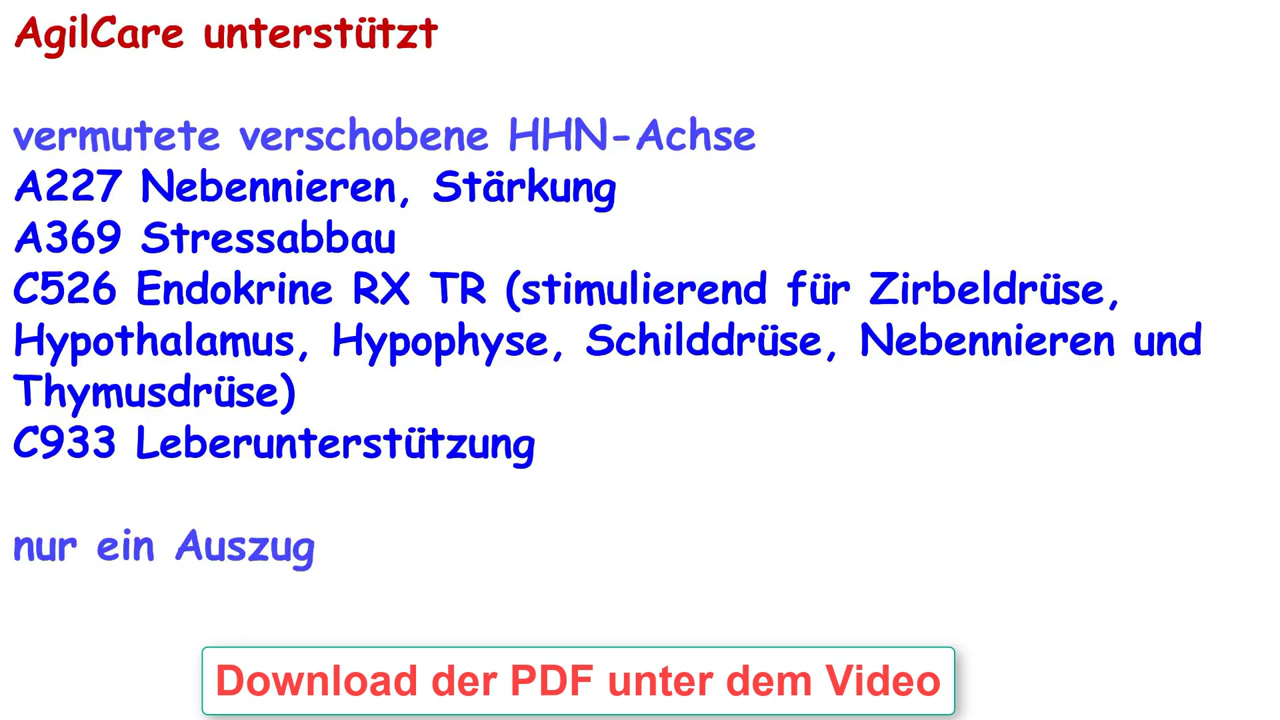 AgilCare unterstützt
vermutete verschobene HHN-Achse
A227 Nebennieren, Stärkung
A369 Stressabbau
C526 Endokrine RX TR (stimulierend für Zirbeldrüse,
Hypothalamus, Hypophyse, Schilddrüse, Nebennieren und
Thymusdrüse)
C933 Leberunterstützung
nur ein Auszug
Download der PDF unter dem Video